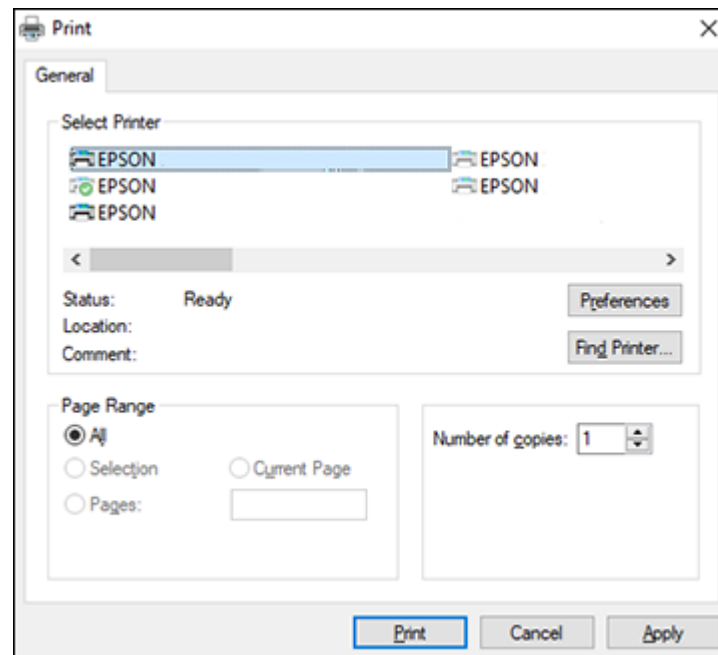 Print
General
Select Printer
EPSON EPSON
EPSON EPSON
EPSON
Status: Ready
Preferences
Location:
Comment:
Find Printer...
Page Range
All
Number of copies: 1
Selection Current Page
Pages:
Print Cancel Apply